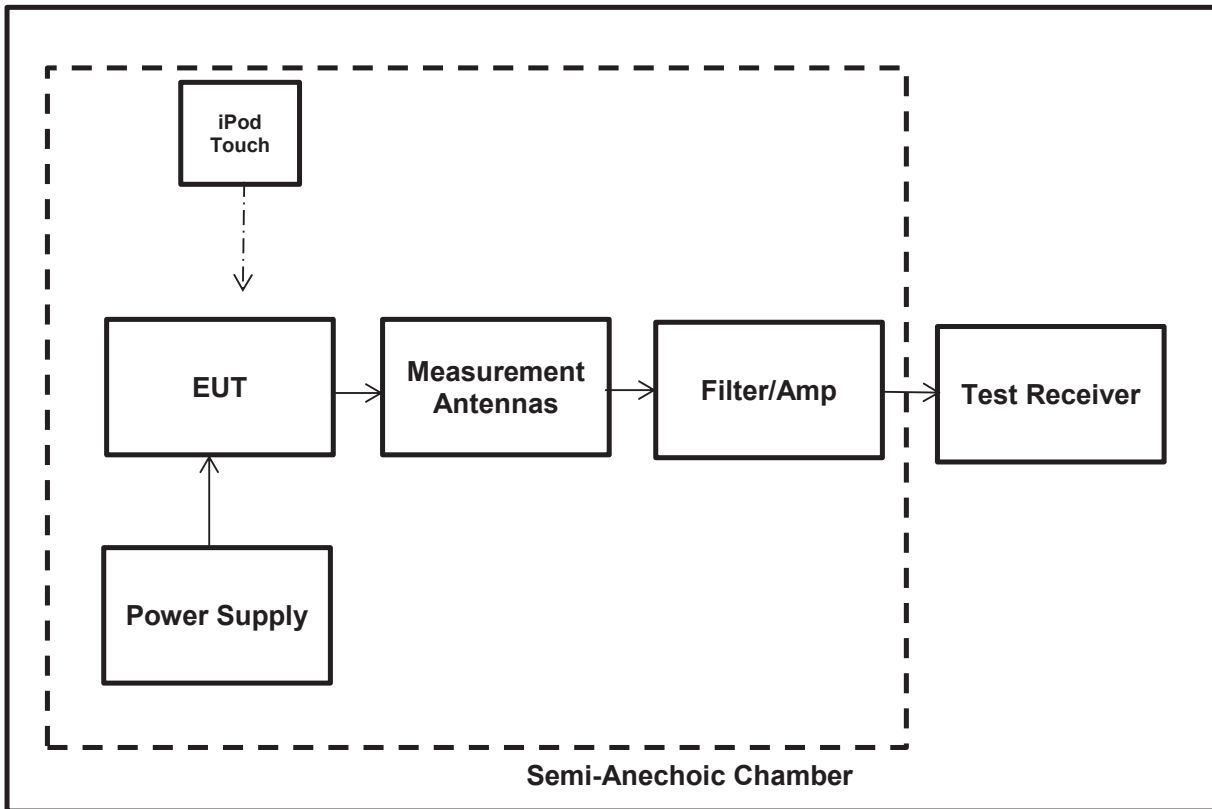 iPod
Touch
EUT
Measurement
Antennas
Filter/Amp
Test Receiver
Power Supply
Semi-Anechoic Chamber